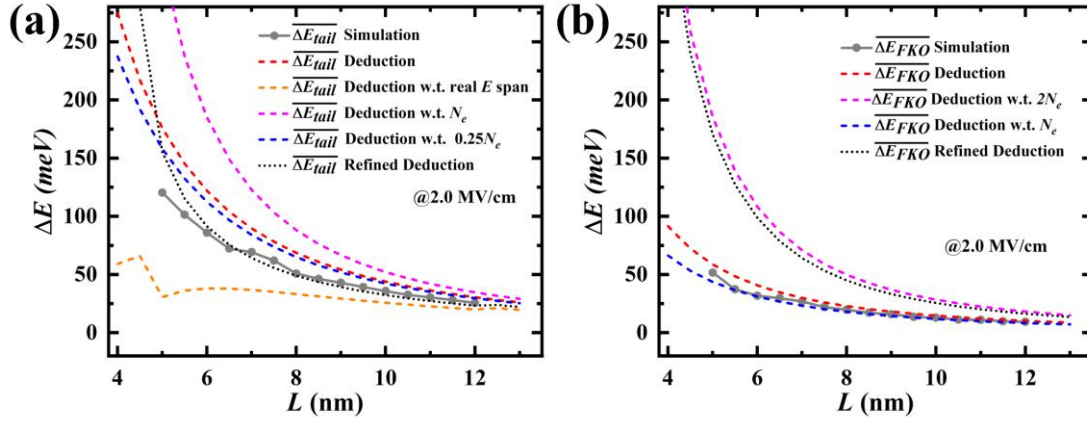 (a)
ΔE (meV)
250
200
150
100
50
0
4
6
8
10
12
L (nm)
ΔE_tail Simulation
ΔE_tail Deduction
ΔE_tail Deduction w.t. real E span
ΔE_tail Deduction w.t. N_e
ΔE_tail Deduction w.t. 0.25N_e
ΔE_tail Refined Deduction
@2.0 MV/cm
(b)
ΔE (meV)
250
200
150
100
50
0
4
6
8
10
12
L (nm)
ΔE_FKO Simulation
ΔE_FKO Deduction
ΔE_FKO Deduction w.t. 2N_e
ΔE_FKO Deduction w.t. N_e
ΔE_FKO Refined Deduction
@2.0 MV/cm